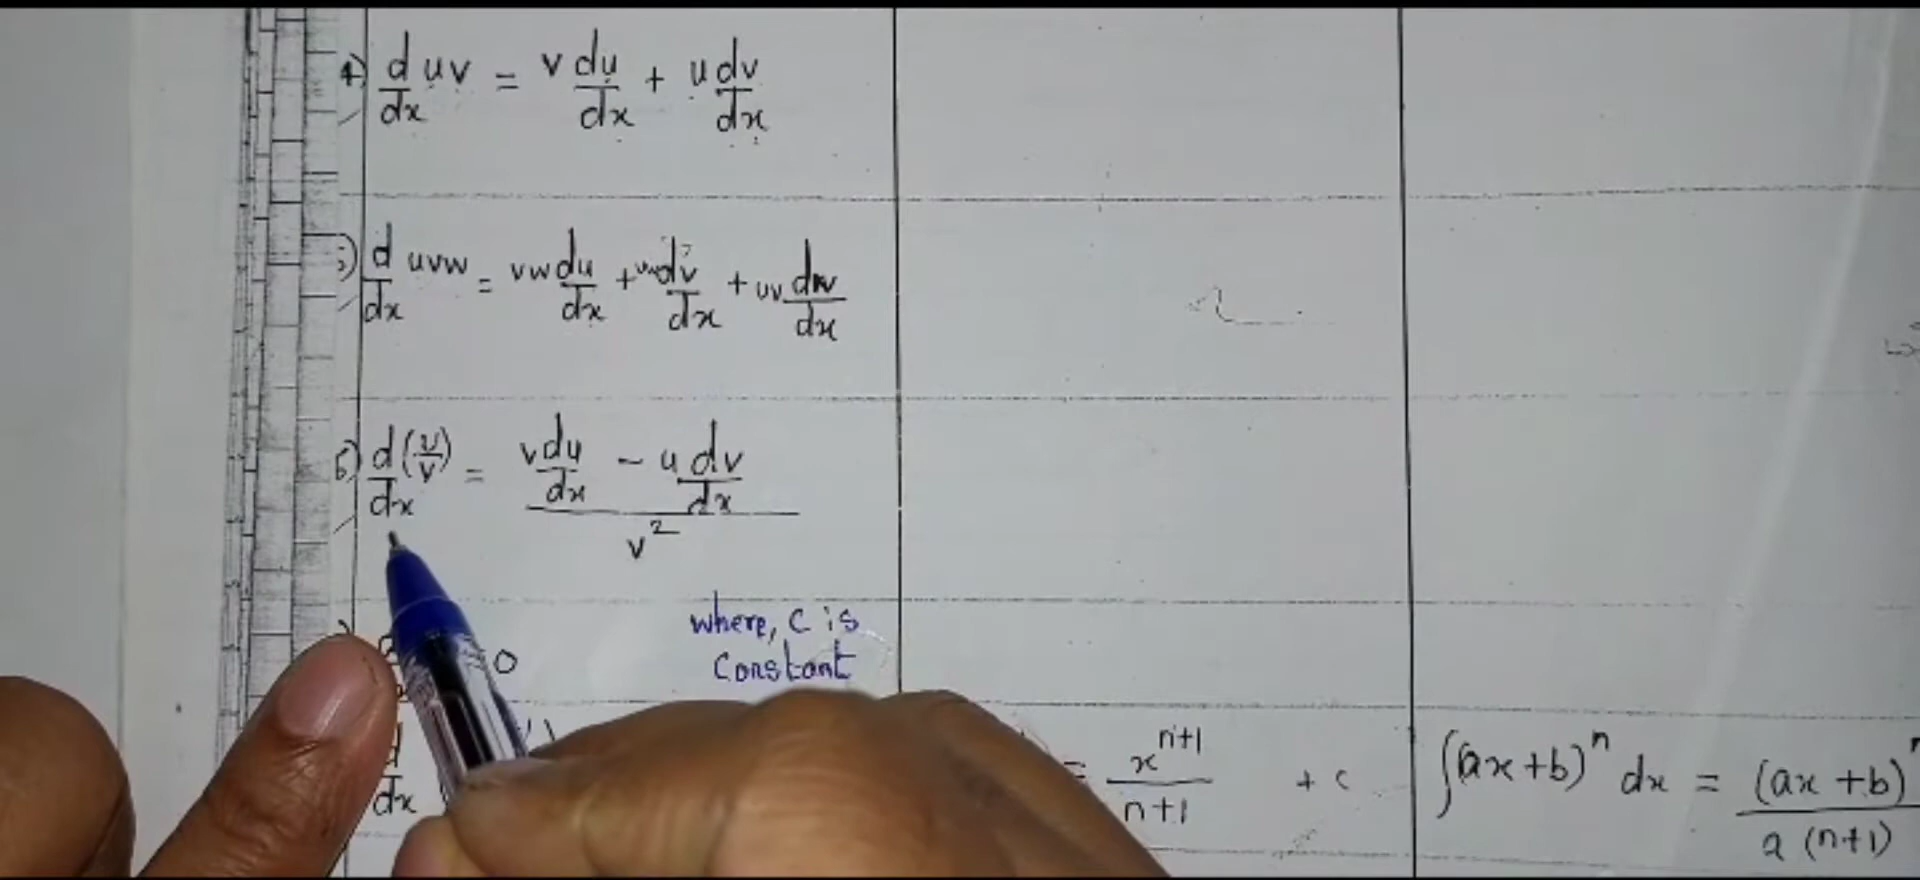 4) d/dx uv = v du/dx + u dv/dx
d/dx uvw = vw du/dx + uw dv/dx + uv dw/dx
6) d/dx (u/v) = (v du/dx - u dv/dx) / v²
where, c is
constant
0
d/dx
= x^(n+1) / (n+1) + c
∫(ax+b)^n dx = (ax+b)^n / a(n+1)